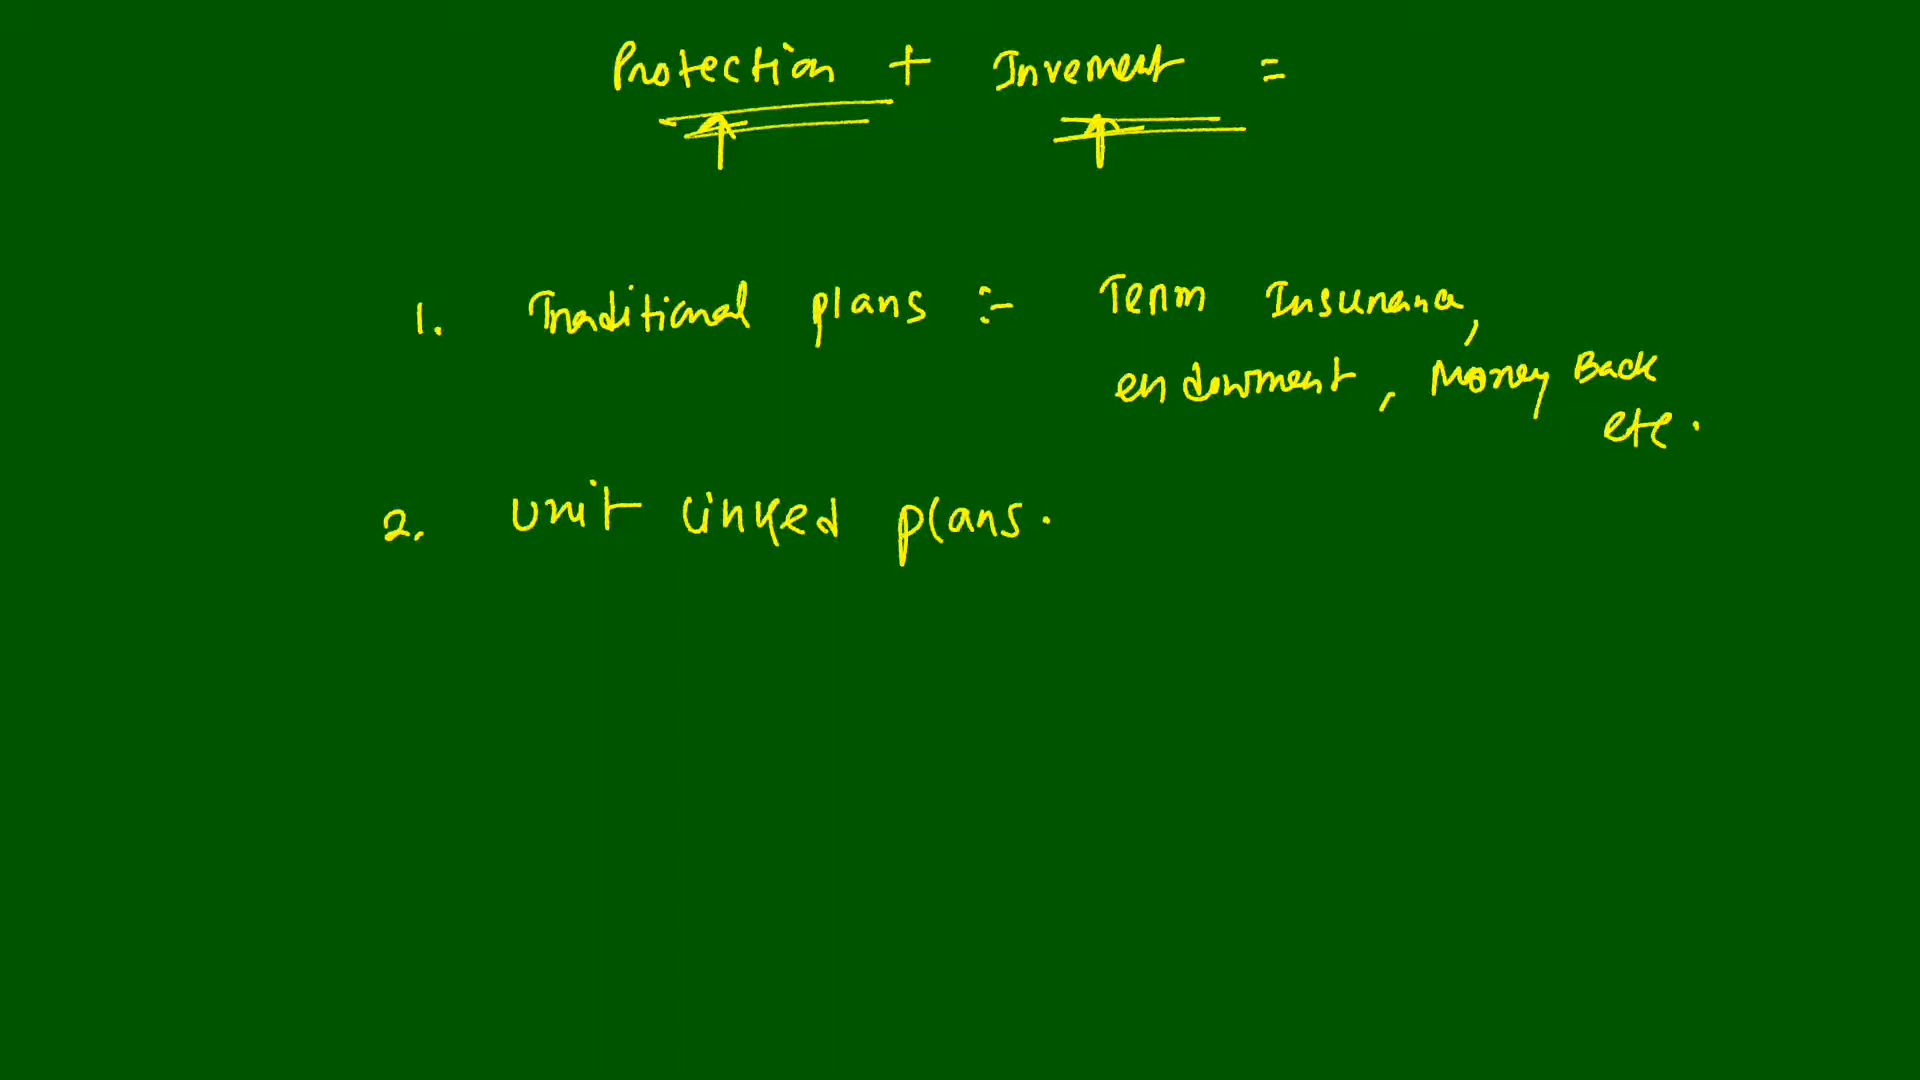 Protection + Invement =
1. Traditional plans :- Term Insurance,
endowment, Money Back
etc.
2. Unit linked plans.